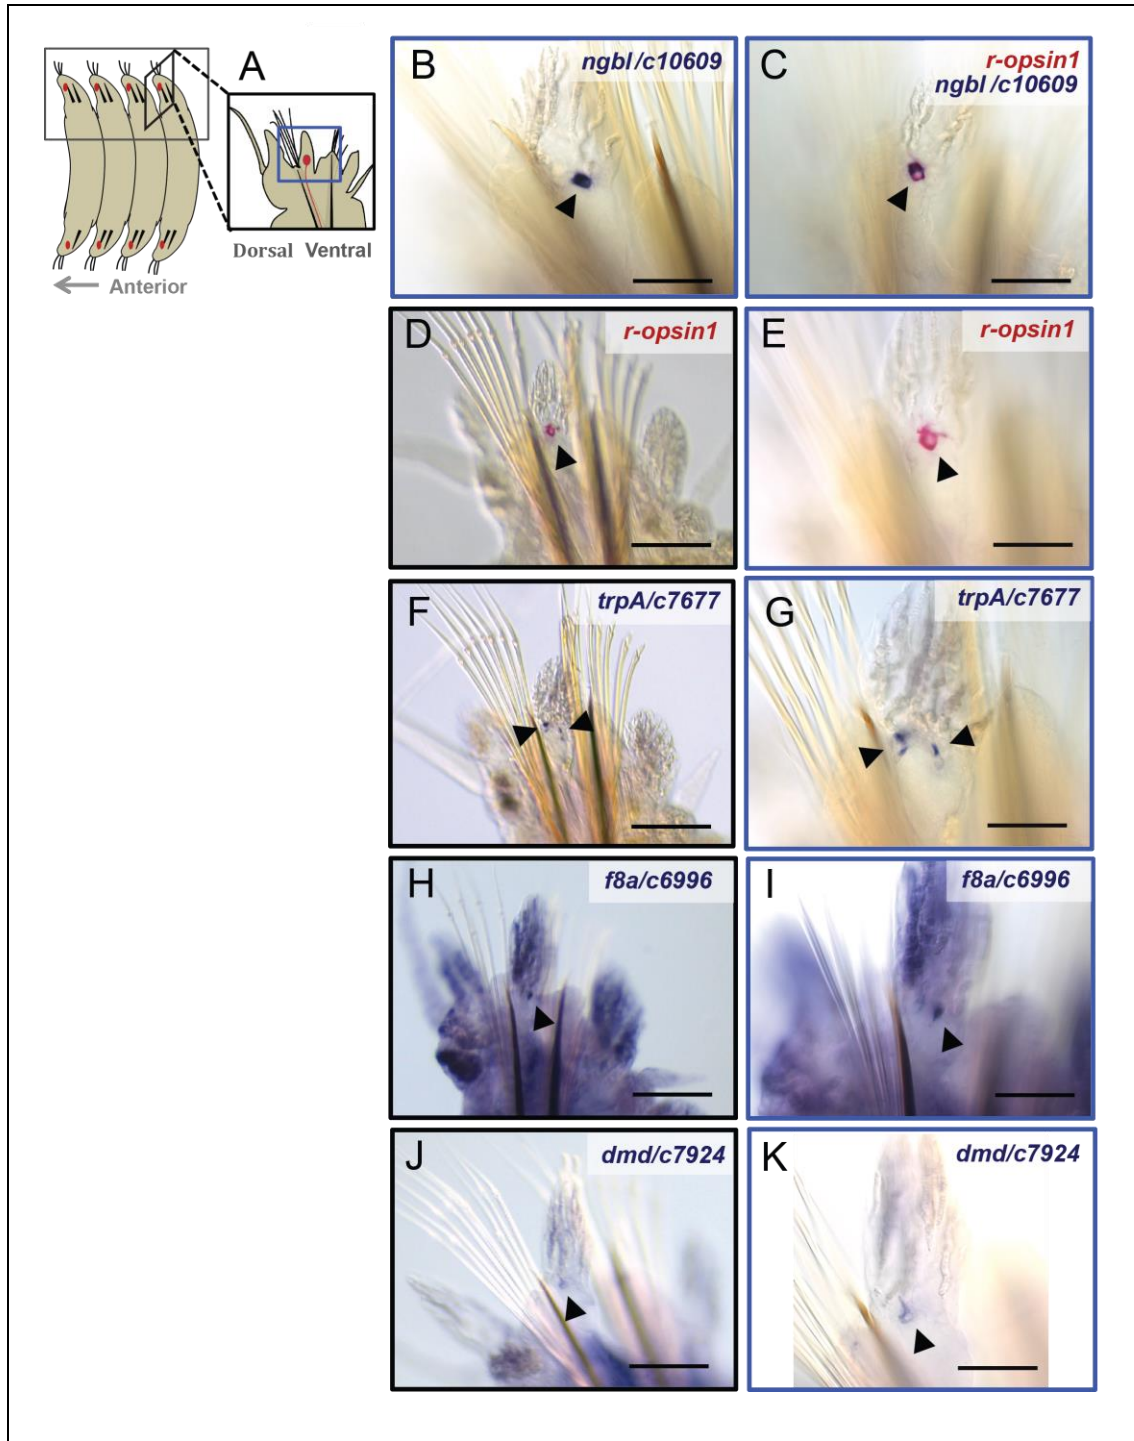 A
Dorsal Ventral
Anterior
B
ngbl/c10609
C
r-opsin1
ngbl/c10609
D
r-opsin1
E
r-opsin1
F
trpA/c7677
G
trpA/c7677
H
f8a/c6996
I
f8a/c6996
J
dmd/c7924
K
dmd/c7924